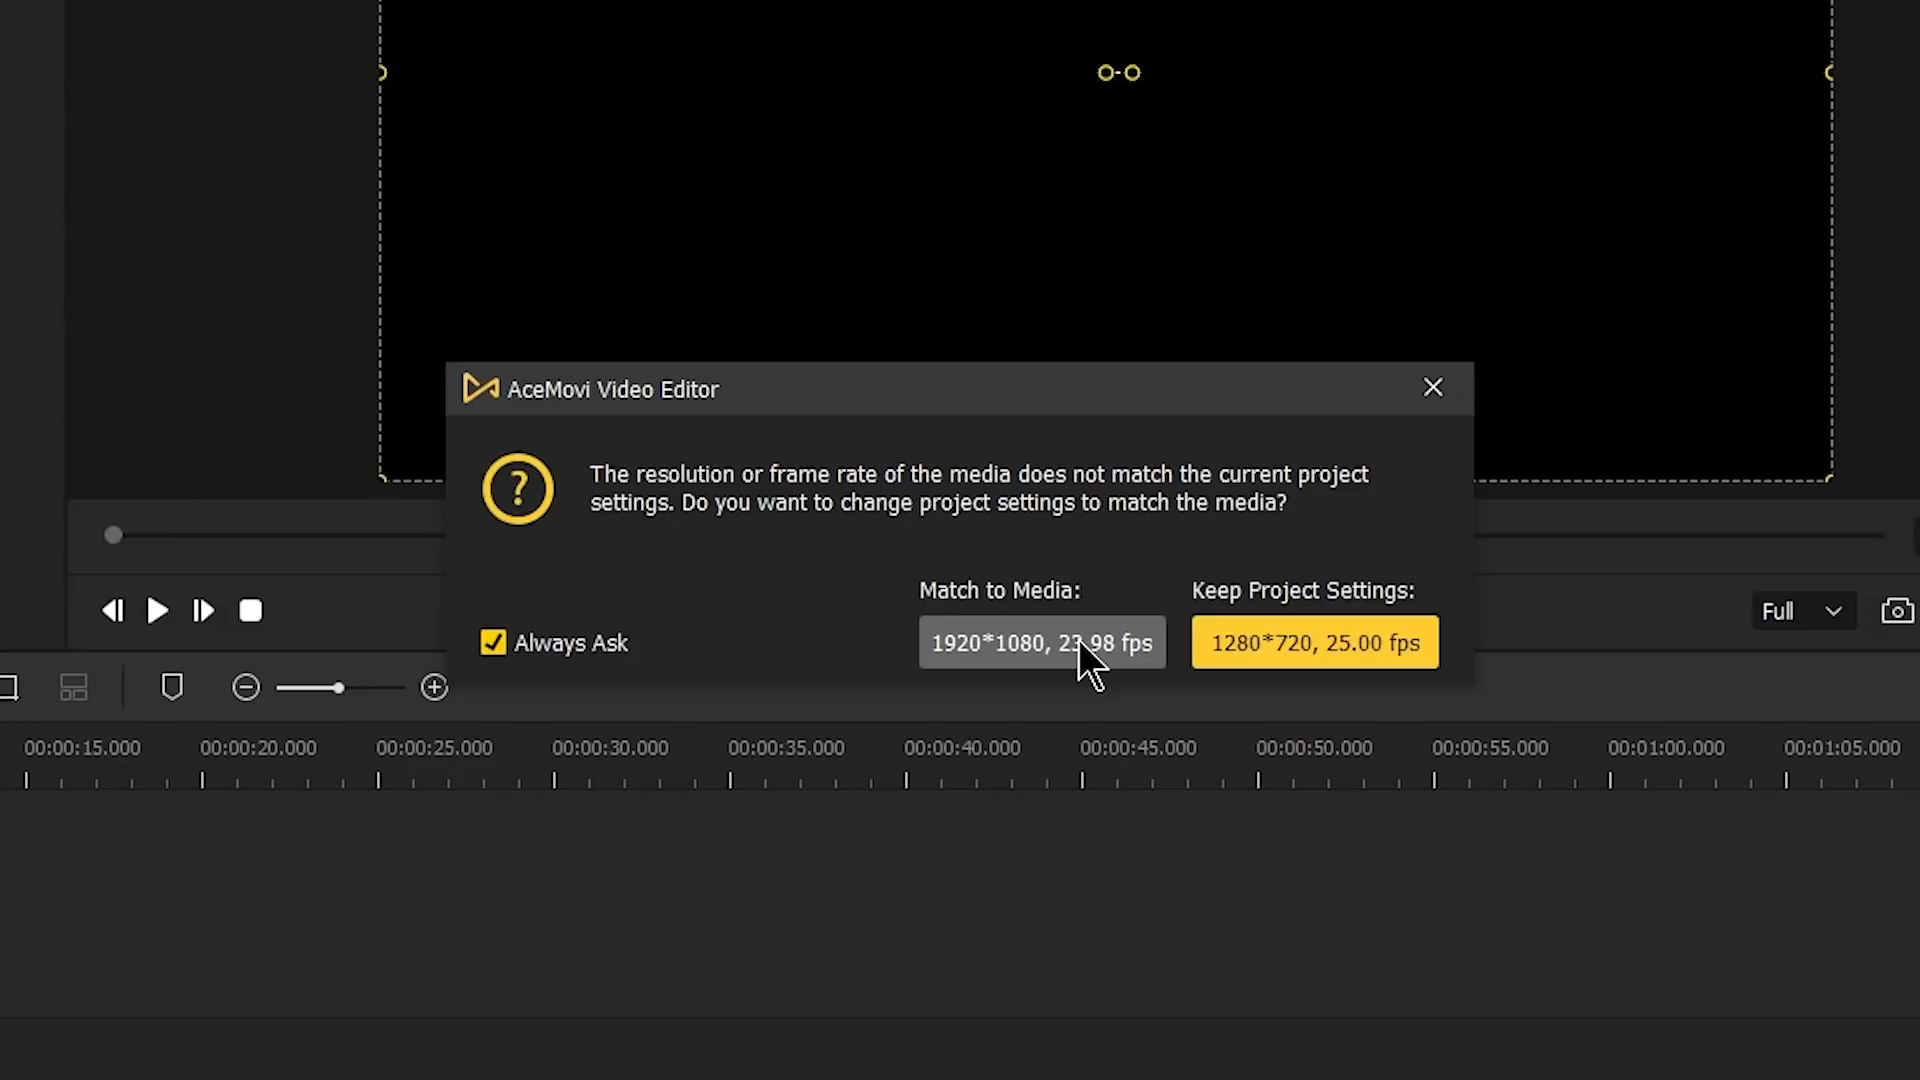 AceMovi Video Editor
The resolution or frame rate of the media does not match the current project
settings. Do you want to change project settings to match the media?
Match to Media: Keep Project Settings:
Always Ask 1920*1080, 23.98 fps 1280*720, 25.00 fps
Full
00:00:15.000 00:00:20.000 00:00:25.000 00:00:30.000 00:00:35.000 00:00:40.000 00:00:45.000 00:00:50.000 00:00:55.000 00:01:00.000 00:01:05.000